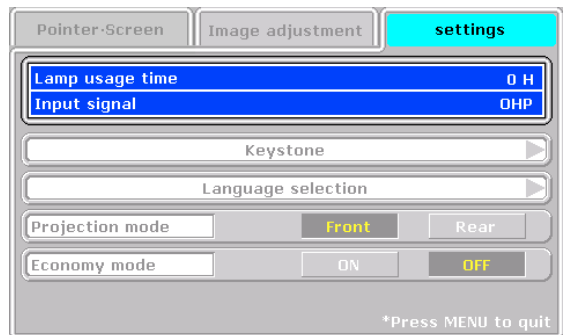 Pointer·Screen Image adjustment settings
Lamp usage time 0 H
Input signal OHP
Keystone
Language selection
Projection mode Front Rear
Economy mode ON OFF
*Press MENU to quit